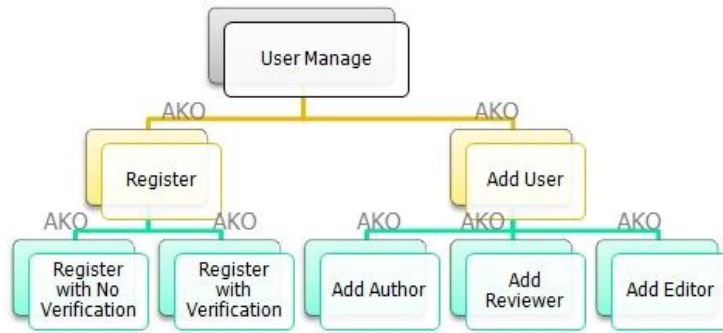 User Manage
AKO
AKO
Register
Add User
AKO
AKO
AKO
AKO
AKO
Register
with No
Verification
Register
with
Verification
Add Author
Add
Reviewer
Add Editor